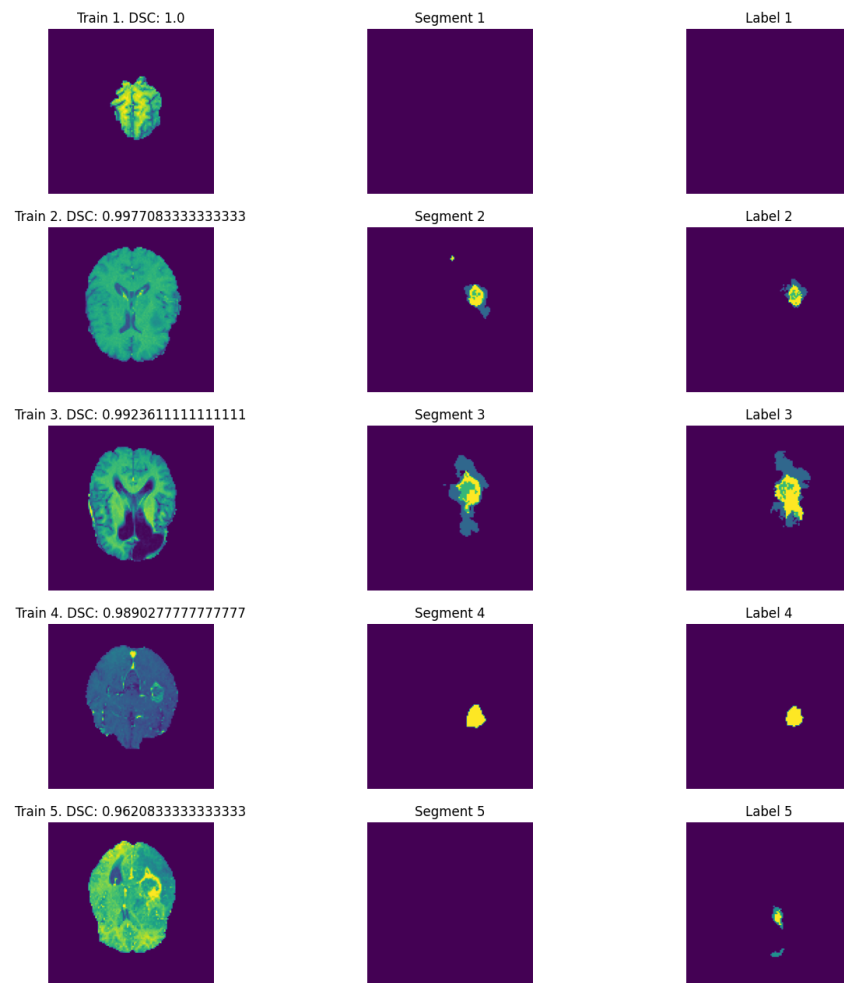 Train 1. DSC: 1.0
Segment 1
Label 1
Train 2. DSC: 0.9977083333333333
Segment 2
Label 2
Train 3. DSC: 0.9923611111111111
Segment 3
Label 3
Train 4. DSC: 0.9890277777777777
Segment 4
Label 4
Train 5. DSC: 0.9620833333333333
Segment 5
Label 5